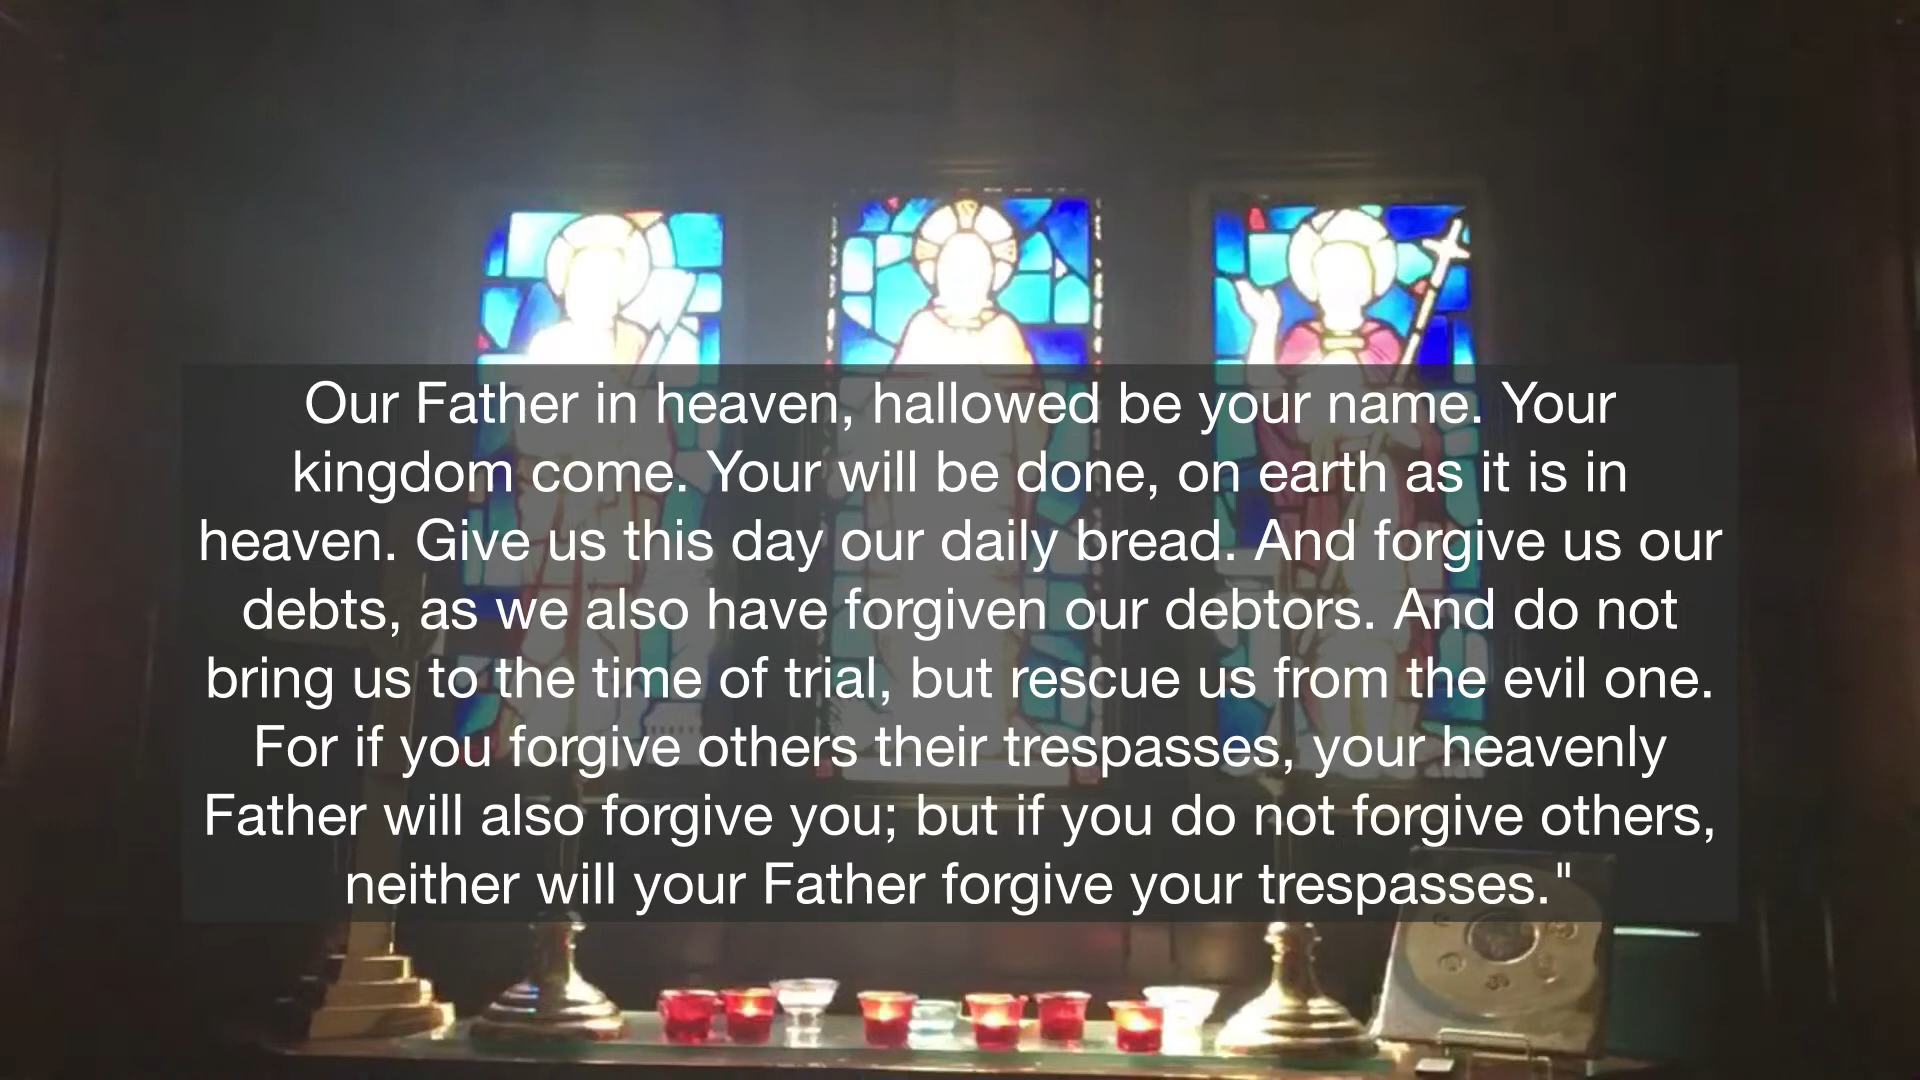 Our Father in heaven, hallowed be your name. Your
kingdom come. Your will be done, on earth as it is in
heaven. Give us this day our daily bread. And forgive us our
debts, as we also have forgiven our debtors. And do not
bring us to the time of trial, but rescue us from the evil one.
For if you forgive others their trespasses, your heavenly
Father will also forgive you; but if you do not forgive others,
neither will your Father forgive your trespasses."